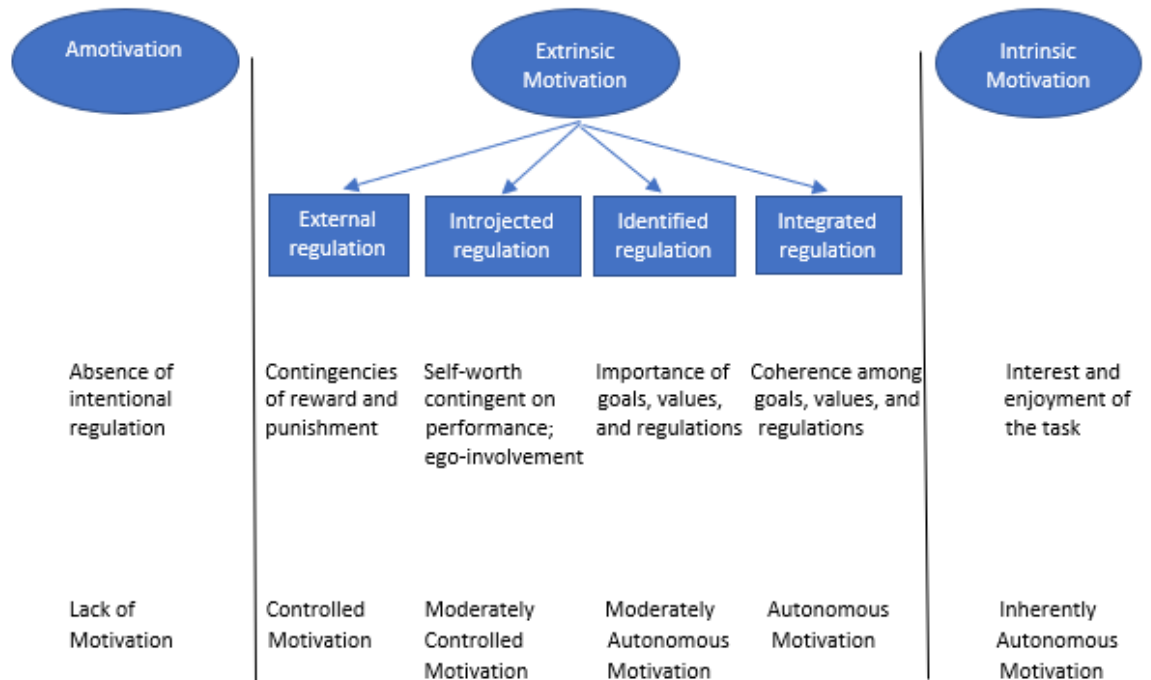 Amotivation
Extrinsic
Motivation
Intrinsic
Motivation
External
regulation
Introjected
regulation
Identified
regulation
Integrated
regulation
Absence of
intentional
regulation
Contingencies
of reward and
punishment
Self-worth
contingent on
performance;
ego-involvement
Importance of
goals, values,
and regulations
Coherence among
goals, values, and
regulations
Interest and
enjoyment of
the task
Lack of
Motivation
Controlled
Motivation
Moderately
Controlled
Motivation
Moderately
Autonomous
Motivation
Autonomous
Motivation
Inherently
Autonomous
Motivation